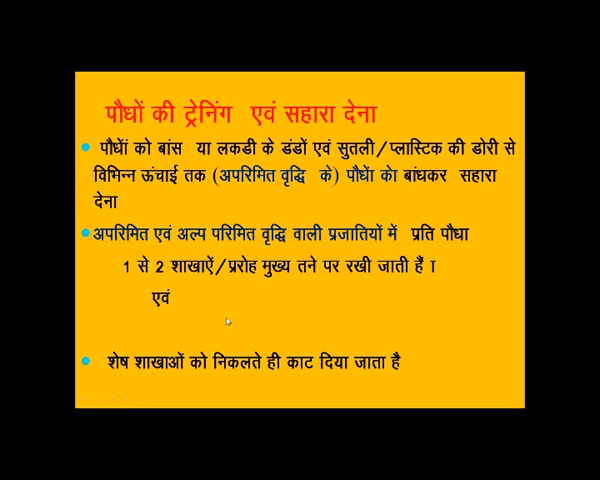 पौधों की ट्रेनिंग एवं सहारा देना
पौधेां को बांस या लकडी के डंडों एवं सुतली/प्लास्टिक की डोरी से
विभिन्न ऊंचाई तक (अपरिमित वृद्धि के) पौधेां केा बांधकर सहारा
देना
अपरिमित एवं अल्प परिमित वृद्धि वाली प्रजातियों में प्रति पौधा
1 से 2 शाखाऐं/प्ररोह मुख्य तने पर रखी जाती हैं ा
एवं
शेष शाखाओं को निकलते ही काट दिया जाता है